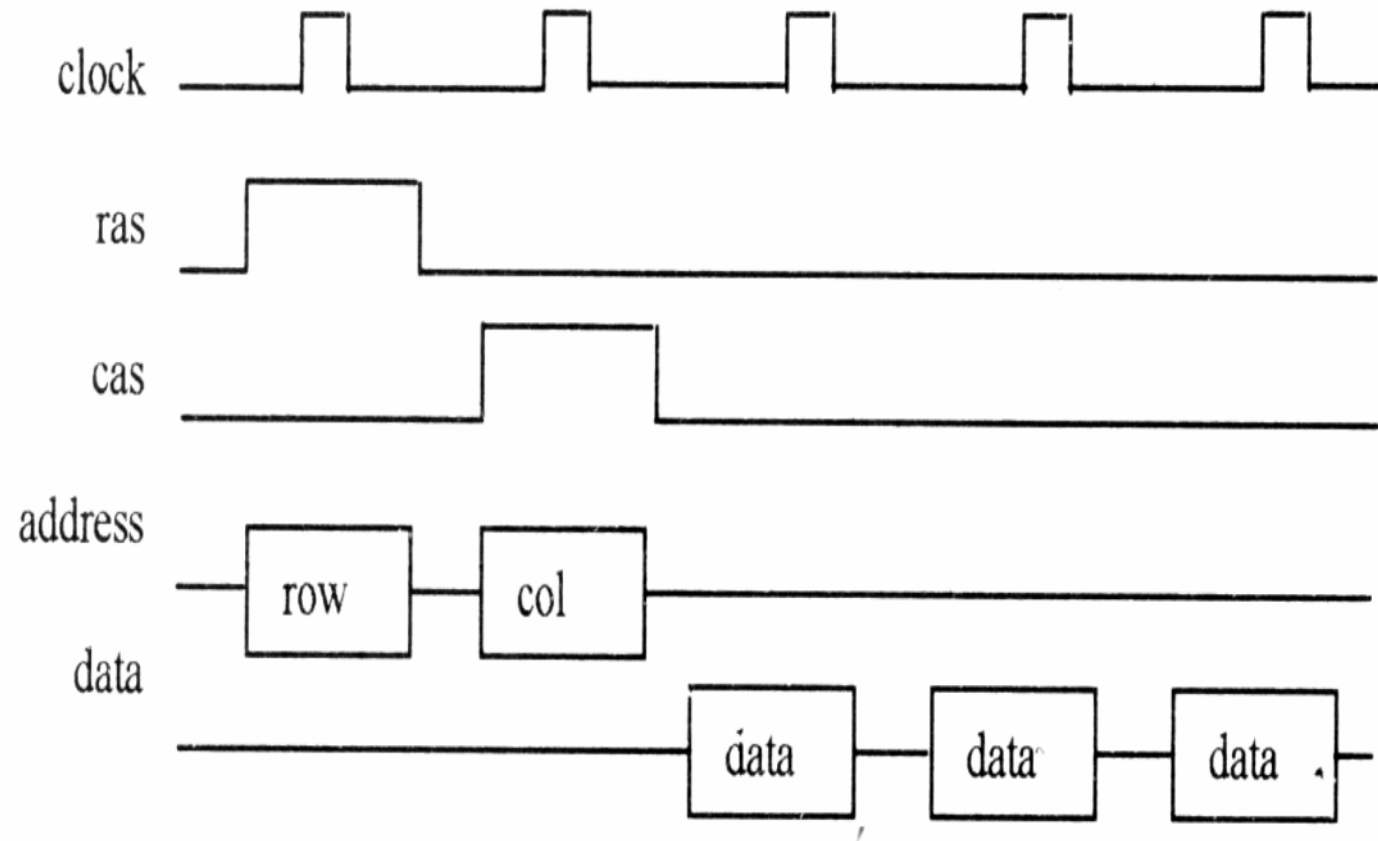 clock
ras
cas
address
row col
data
data data data